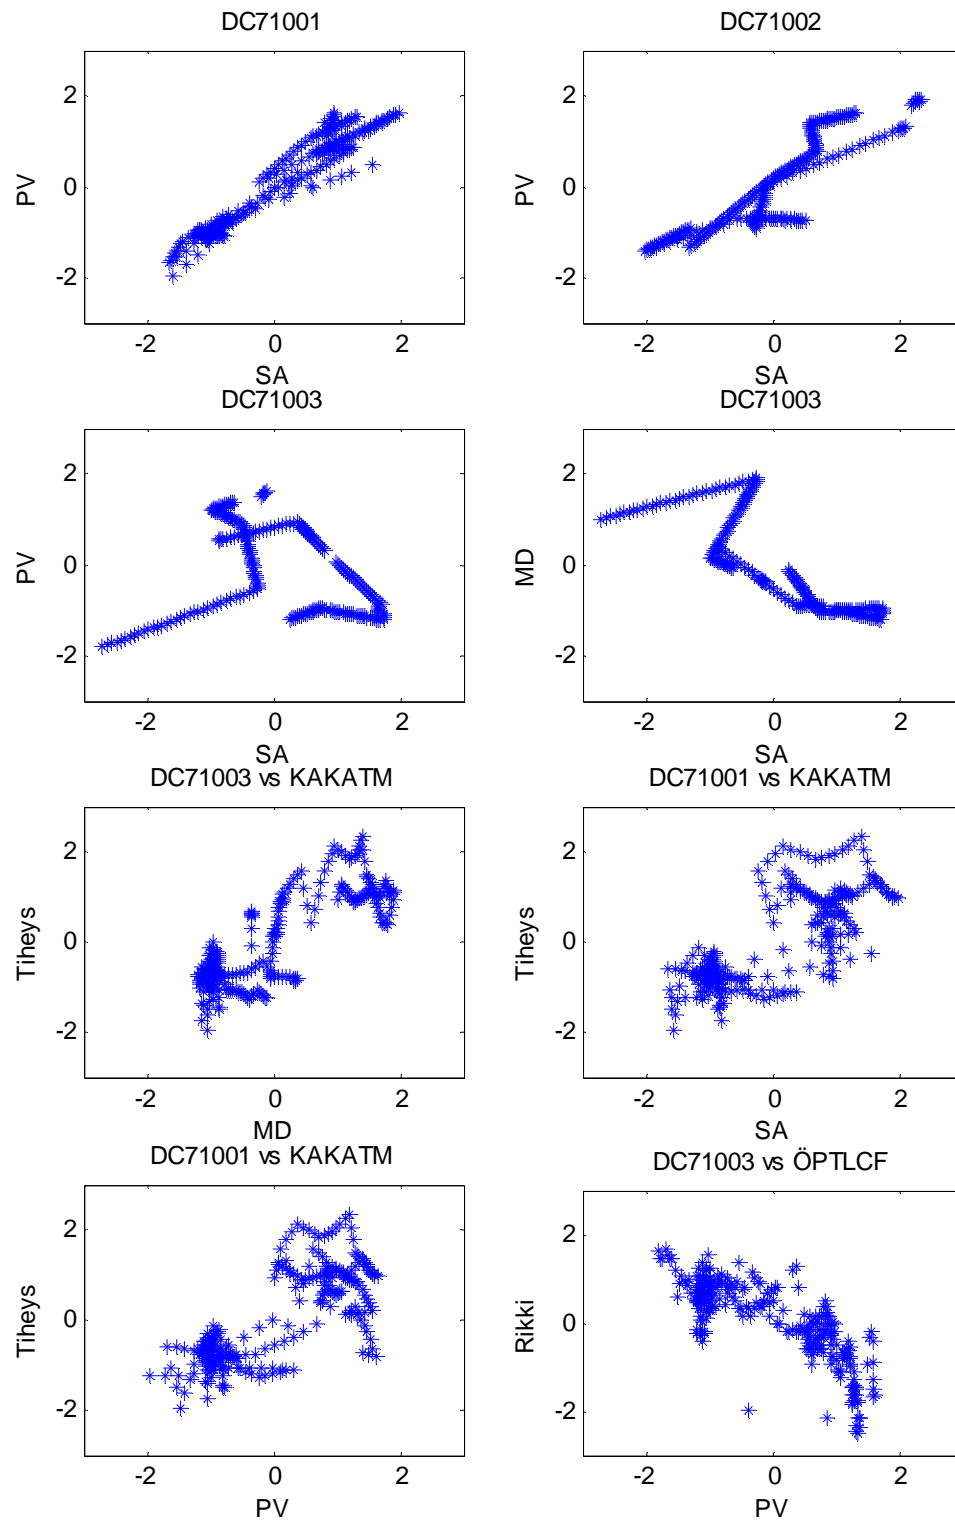 DC71001
DC71002
2
0
-2
PV
-2 0 2
SA
2
0
-2
PV
-2 0 2
SA
DC71003
DC71003
2
0
-2
PV
-2 0 2
SA
2
0
-2
MD
-2 0 2
SA
DC71003 vs KAKATM
DC71001 vs KAKATM
2
0
-2
Tiheys
-2 0 2
MD
2
0
-2
Tiheys
-2 0 2
SA
DC71001 vs KAKATM
DC71003 vs ÖPTLCF
2
0
-2
Tiheys
-2 0 2
PV
2
0
-2
Rikki
-2 0 2
PV